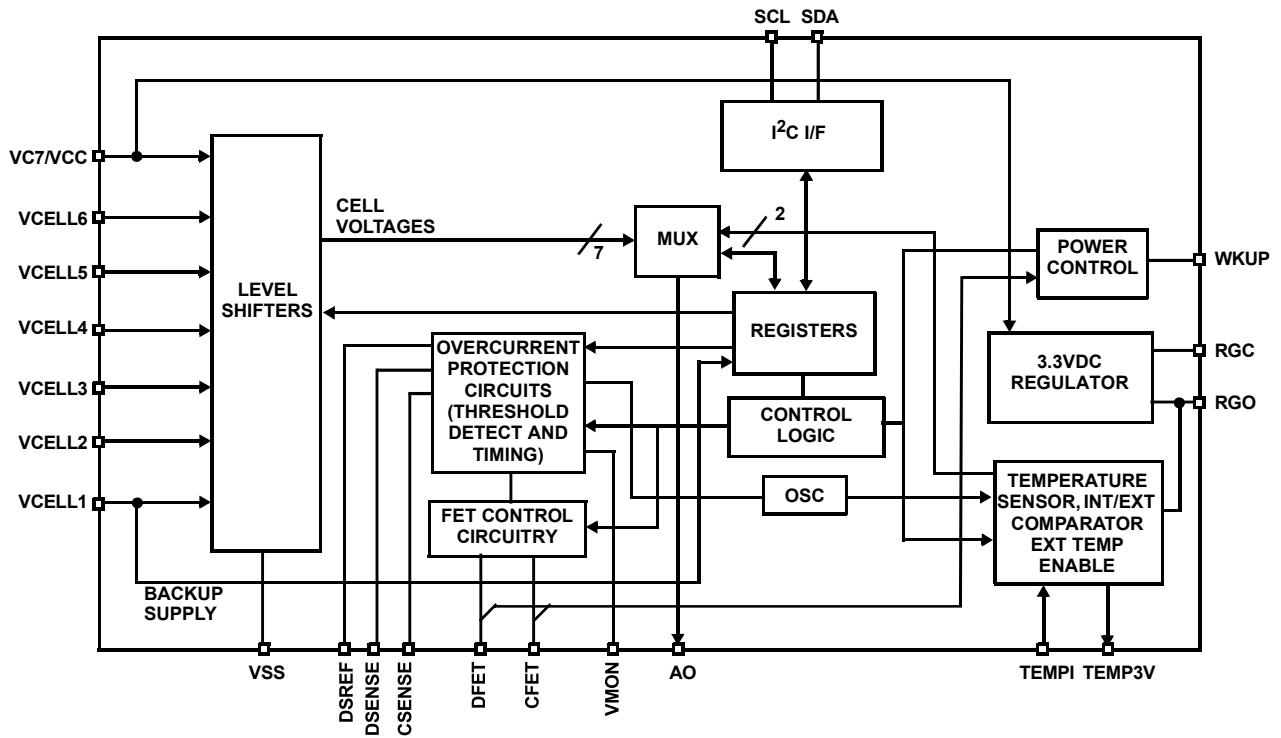 SCL SDA
I2C I/F
VC7/VCC
VCELL6
VCELL5
VCELL4
VCELL3
VCELL2
VCELL1
LEVEL
SHIFTERS
CELL
VOLTAGES
7
MUX
2
REGISTERS
POWER
CONTROL
WKUP
3.3VDC
REGULATOR
RGC
RGO
OVERCURRENT
PROTECTION
CIRCUITS
(THRESHOLD
DETECT AND
TIMING)
CONTROL
LOGIC
OSC
TEMPERATURE
SENSOR, INT/EXT
COMPARATOR
EXT TEMP
ENABLE
FET CONTROL
CIRCUITRY
BACKUP
SUPPLY
VSS
DSREF
DSENSE
CSENSE
DFET
CFET
VMON
AO
TEMPI TEMP3V